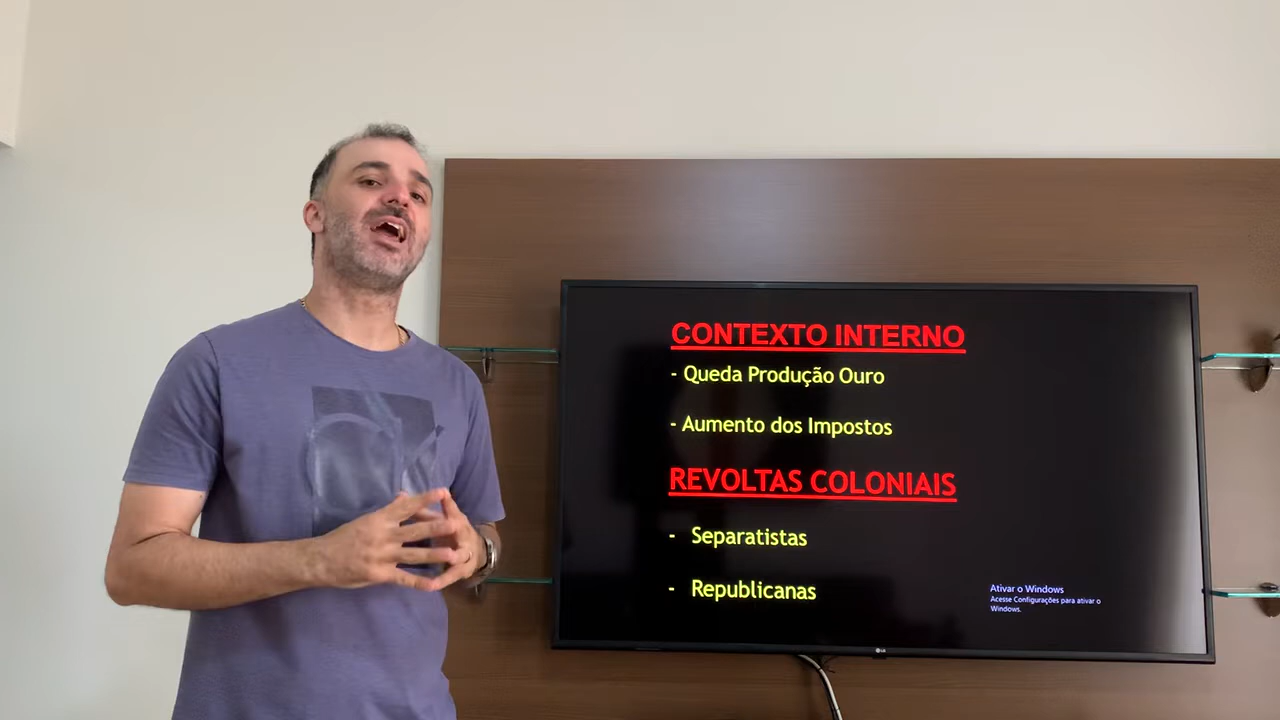 CONTEXTO INTERNO
- Queda Produção Ouro
- Aumento dos Impostos
REVOLTAS COLONIAIS
- Separatistas
- Republicanas
Ativar o Windows
Acesse Configurações para ativar o
Windows.
LG